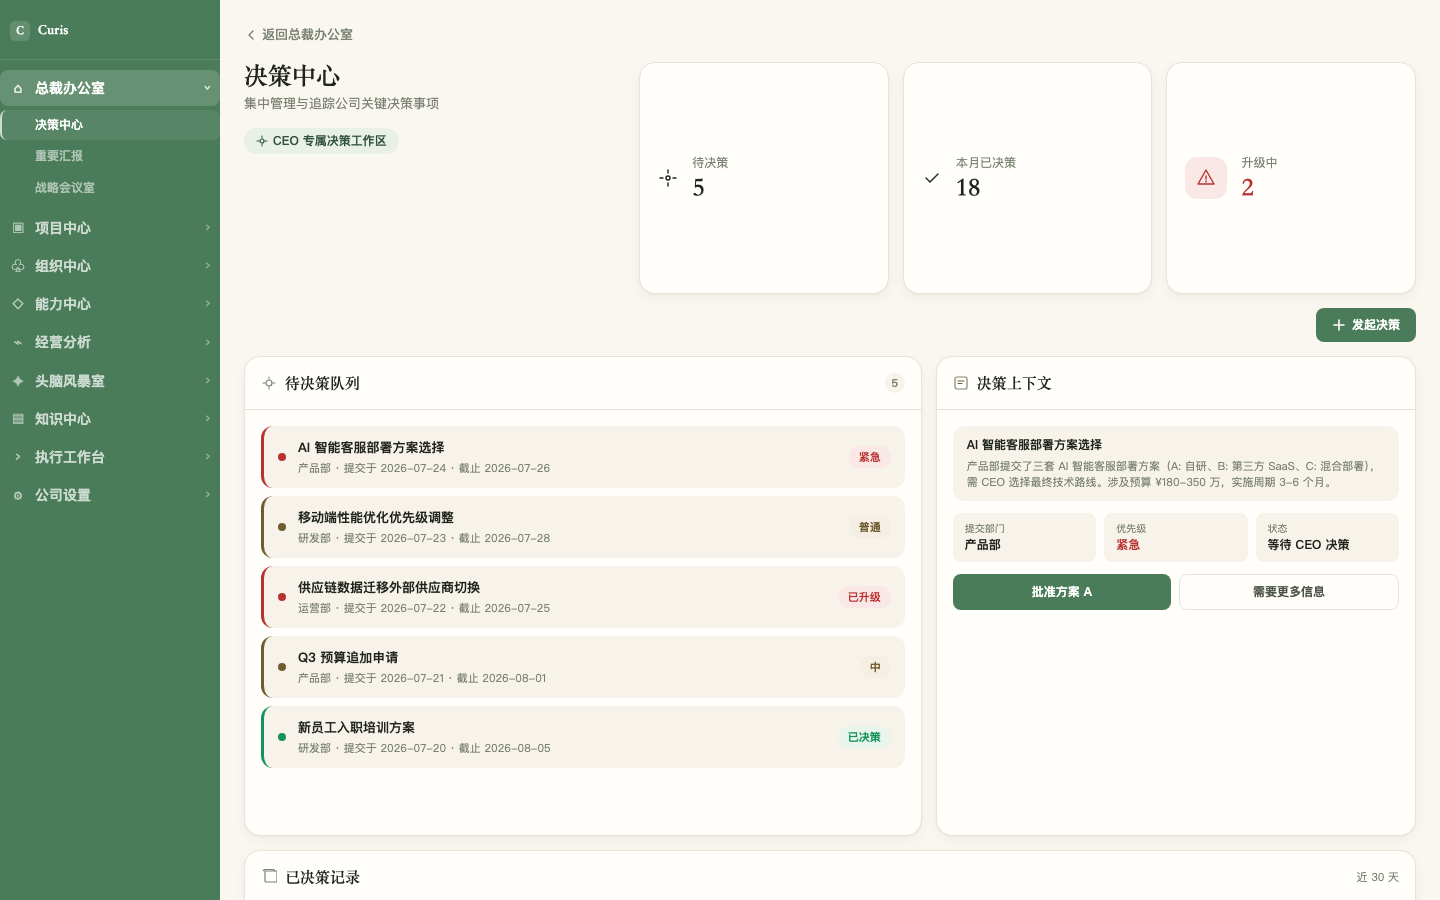 C Curis
总裁办公室
决策中心
重要汇报
战略会议室
项目中心
组织中心
能力中心
经营分析
头脑风暴室
知识中心
执行工作台
公司设置
返回总裁办公室
决策中心
集中管理与追踪公司关键决策事项
CEO 专属决策工作区
待决策
5
本月已决策
18
升级中
2
发起决策
待决策队列
5
AI 智能客服部署方案选择
产品部 · 提交于 2026-07-24 · 截止 2026-07-26
紧急
移动端性能优化优先级调整
研发部 · 提交于 2026-07-23 · 截止 2026-07-28
普通
供应链数据迁移外部供应商切换
运营部 · 提交于 2026-07-22 · 截止 2026-07-25
已升级
Q3 预算追加申请
产品部 · 提交于 2026-07-21 · 截止 2026-08-01
中
新员工入职培训方案
研发部 · 提交于 2026-07-20 · 截止 2026-08-05
已决策
决策上下文
AI 智能客服部署方案选择
产品部提交了三套 AI 智能客服部署方案（A: 自研、B: 第三方 SaaS、C: 混合部署），
需 CEO 选择最终技术路线。涉及预算 ¥180-350 万，实施周期 3-6 个月。
提交部门
产品部
优先级
紧急
状态
等待 CEO 决策
批准方案 A
需要更多信息
已决策记录
近 30 天